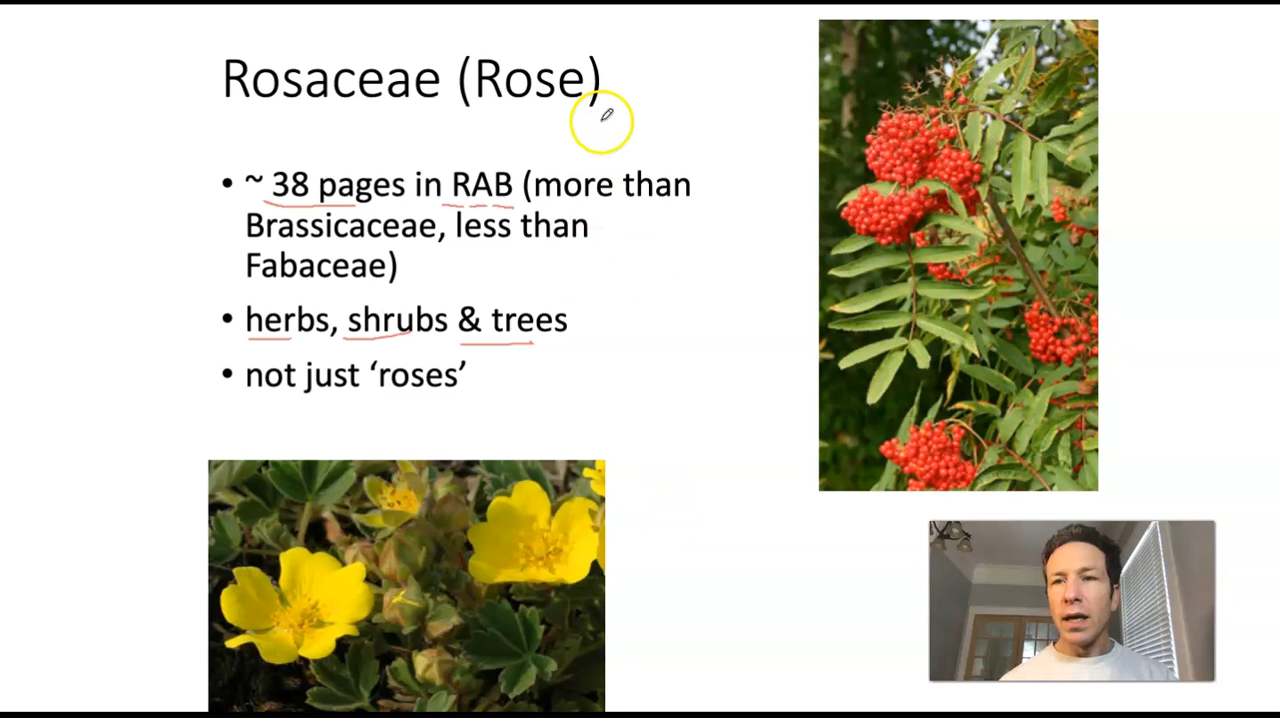 Rosaceae (Rose)
• ~ 38 pages in RAB (more than
Brassicaceae, less than
Fabaceae)
• herbs, shrubs & trees
• not just ‘roses’